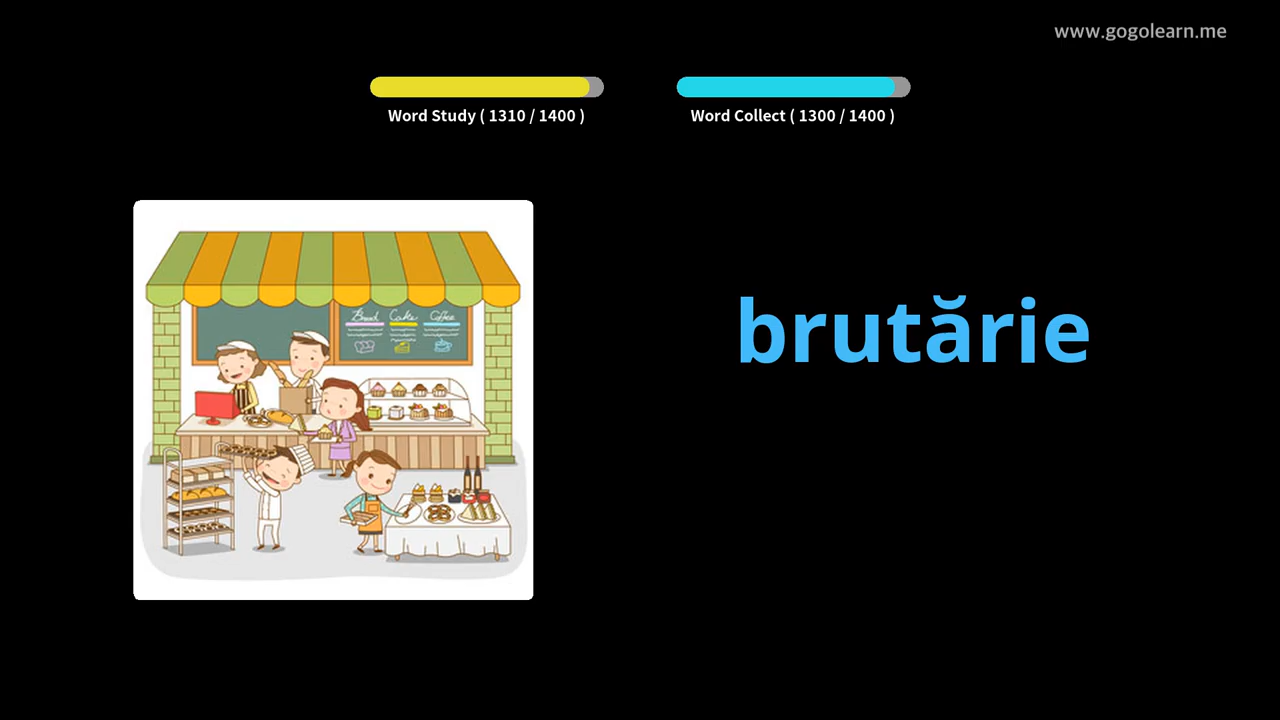 www.gogolearn.me
Word Study ( 1310 / 1400 )
Word Collect ( 1300 / 1400 )
Bread Cake Coffee
brutărie